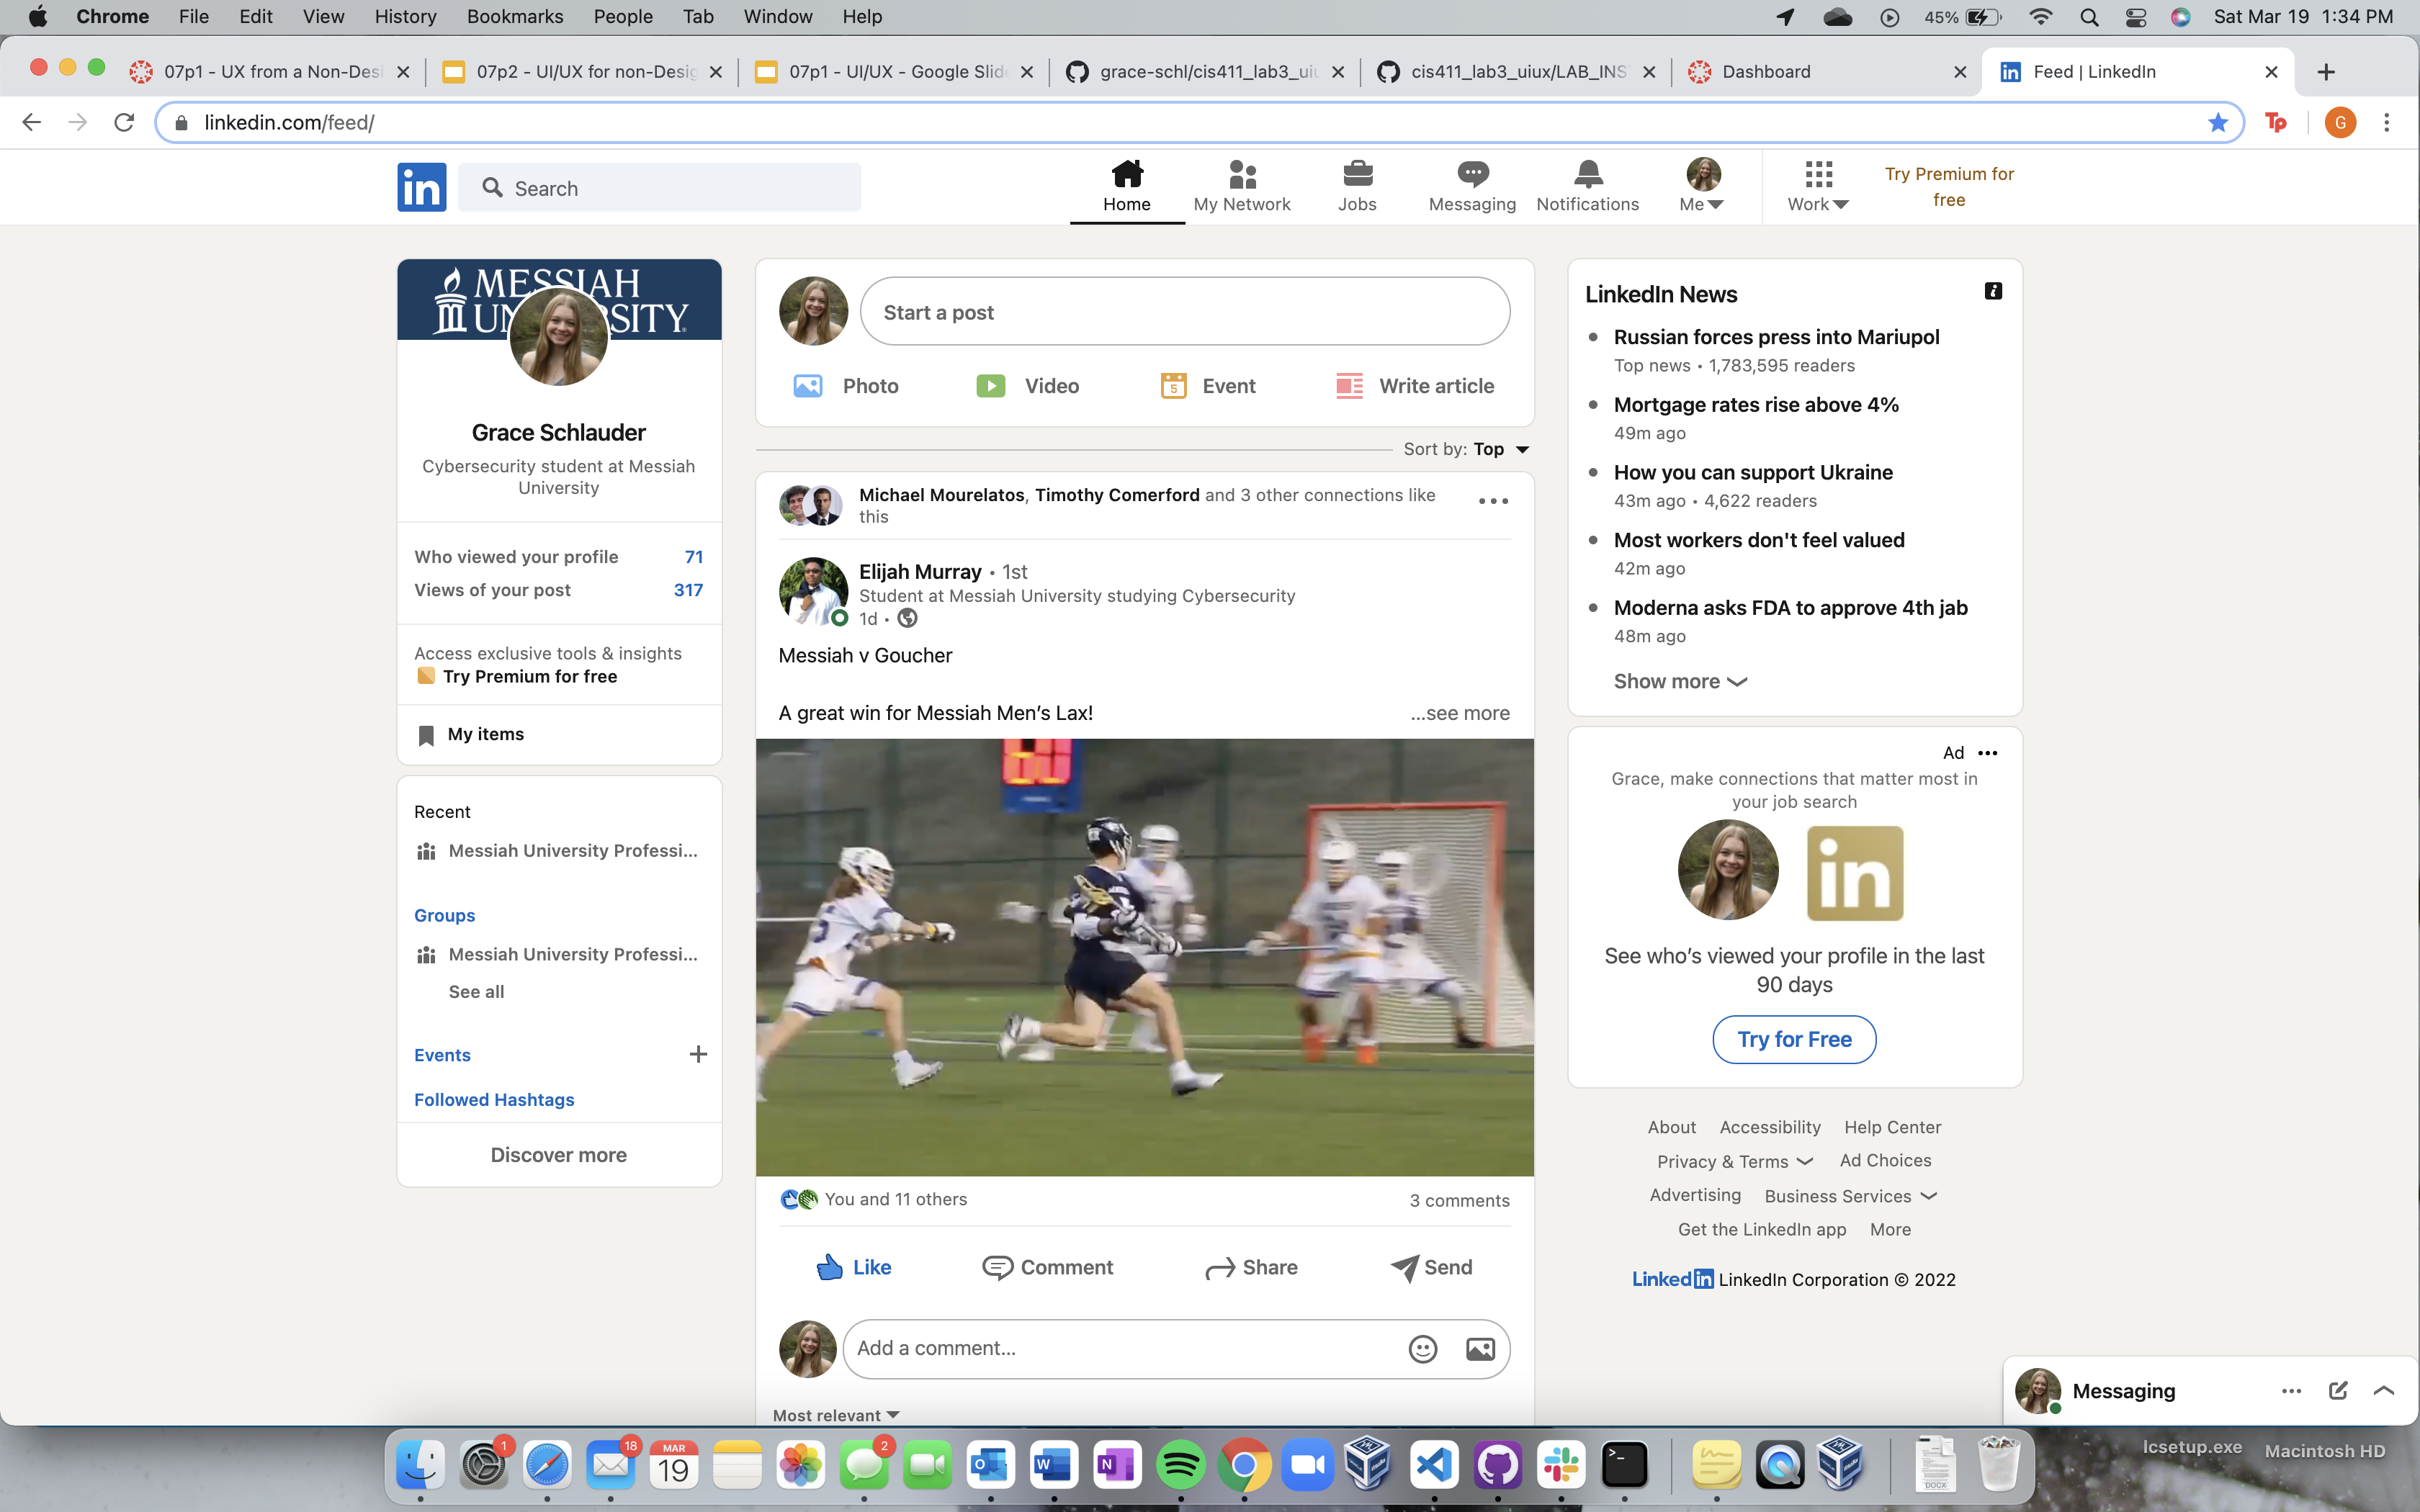 Chrome File Edit View History Bookmarks People Tab Window Help
45% Sat Mar 19 1:34 PM
07p1 - UX from a Non-Desi
07p2 - UI/UX for non-Desig
07p1 - UI/UX - Google Slid
grace-schl/cis411_lab3_uiu
cis411_lab3_uiux/LAB_INS
Dashboard
Feed | LinkedIn
linkedin.com/feed/
Tp
G
in
Search
Home
My Network
Jobs
Messaging
Notifications
Me
Work
Try Premium for
free
MESSIAH
UN SITY
Grace Schlauder
Cybersecurity student at Messiah
University
Who viewed your profile 71
Views of your post 317
Access exclusive tools & insights
Try Premium for free
My items
Recent
Messiah University Professi...
Groups
Messiah University Professi...
See all
Events
Followed Hashtags
Discover more
Start a post
Photo
Video
5
Event
Write article
Sort by: Top
Michael Mourelatos, Timothy Comerford and 3 other connections like
this
Elijah Murray • 1st
Student at Messiah University studying Cybersecurity
1d •
Messiah v Goucher
A great win for Messiah Men’s Lax!
...see more
You and 11 others
3 comments
Like
Comment
Share
Send
Add a comment...
Most relevant
LinkedIn News
Russian forces press into Mariupol
Top news • 1,783,595 readers
Mortgage rates rise above 4%
49m ago
How you can support Ukraine
43m ago • 4,622 readers
Most workers don't feel valued
42m ago
Moderna asks FDA to approve 4th jab
48m ago
Show more
Ad
Grace, make connections that matter most in
your job search
in
See who’s viewed your profile in the last
90 days
Try for Free
About Accessibility Help Center
Privacy & Terms Ad Choices
Advertising Business Services
Get the LinkedIn app More
LinkedIn LinkedIn Corporation © 2022
Messaging
1
18
MAR
19
2
O
W
N
DOCX
lcsetup.exe
Macintosh HD